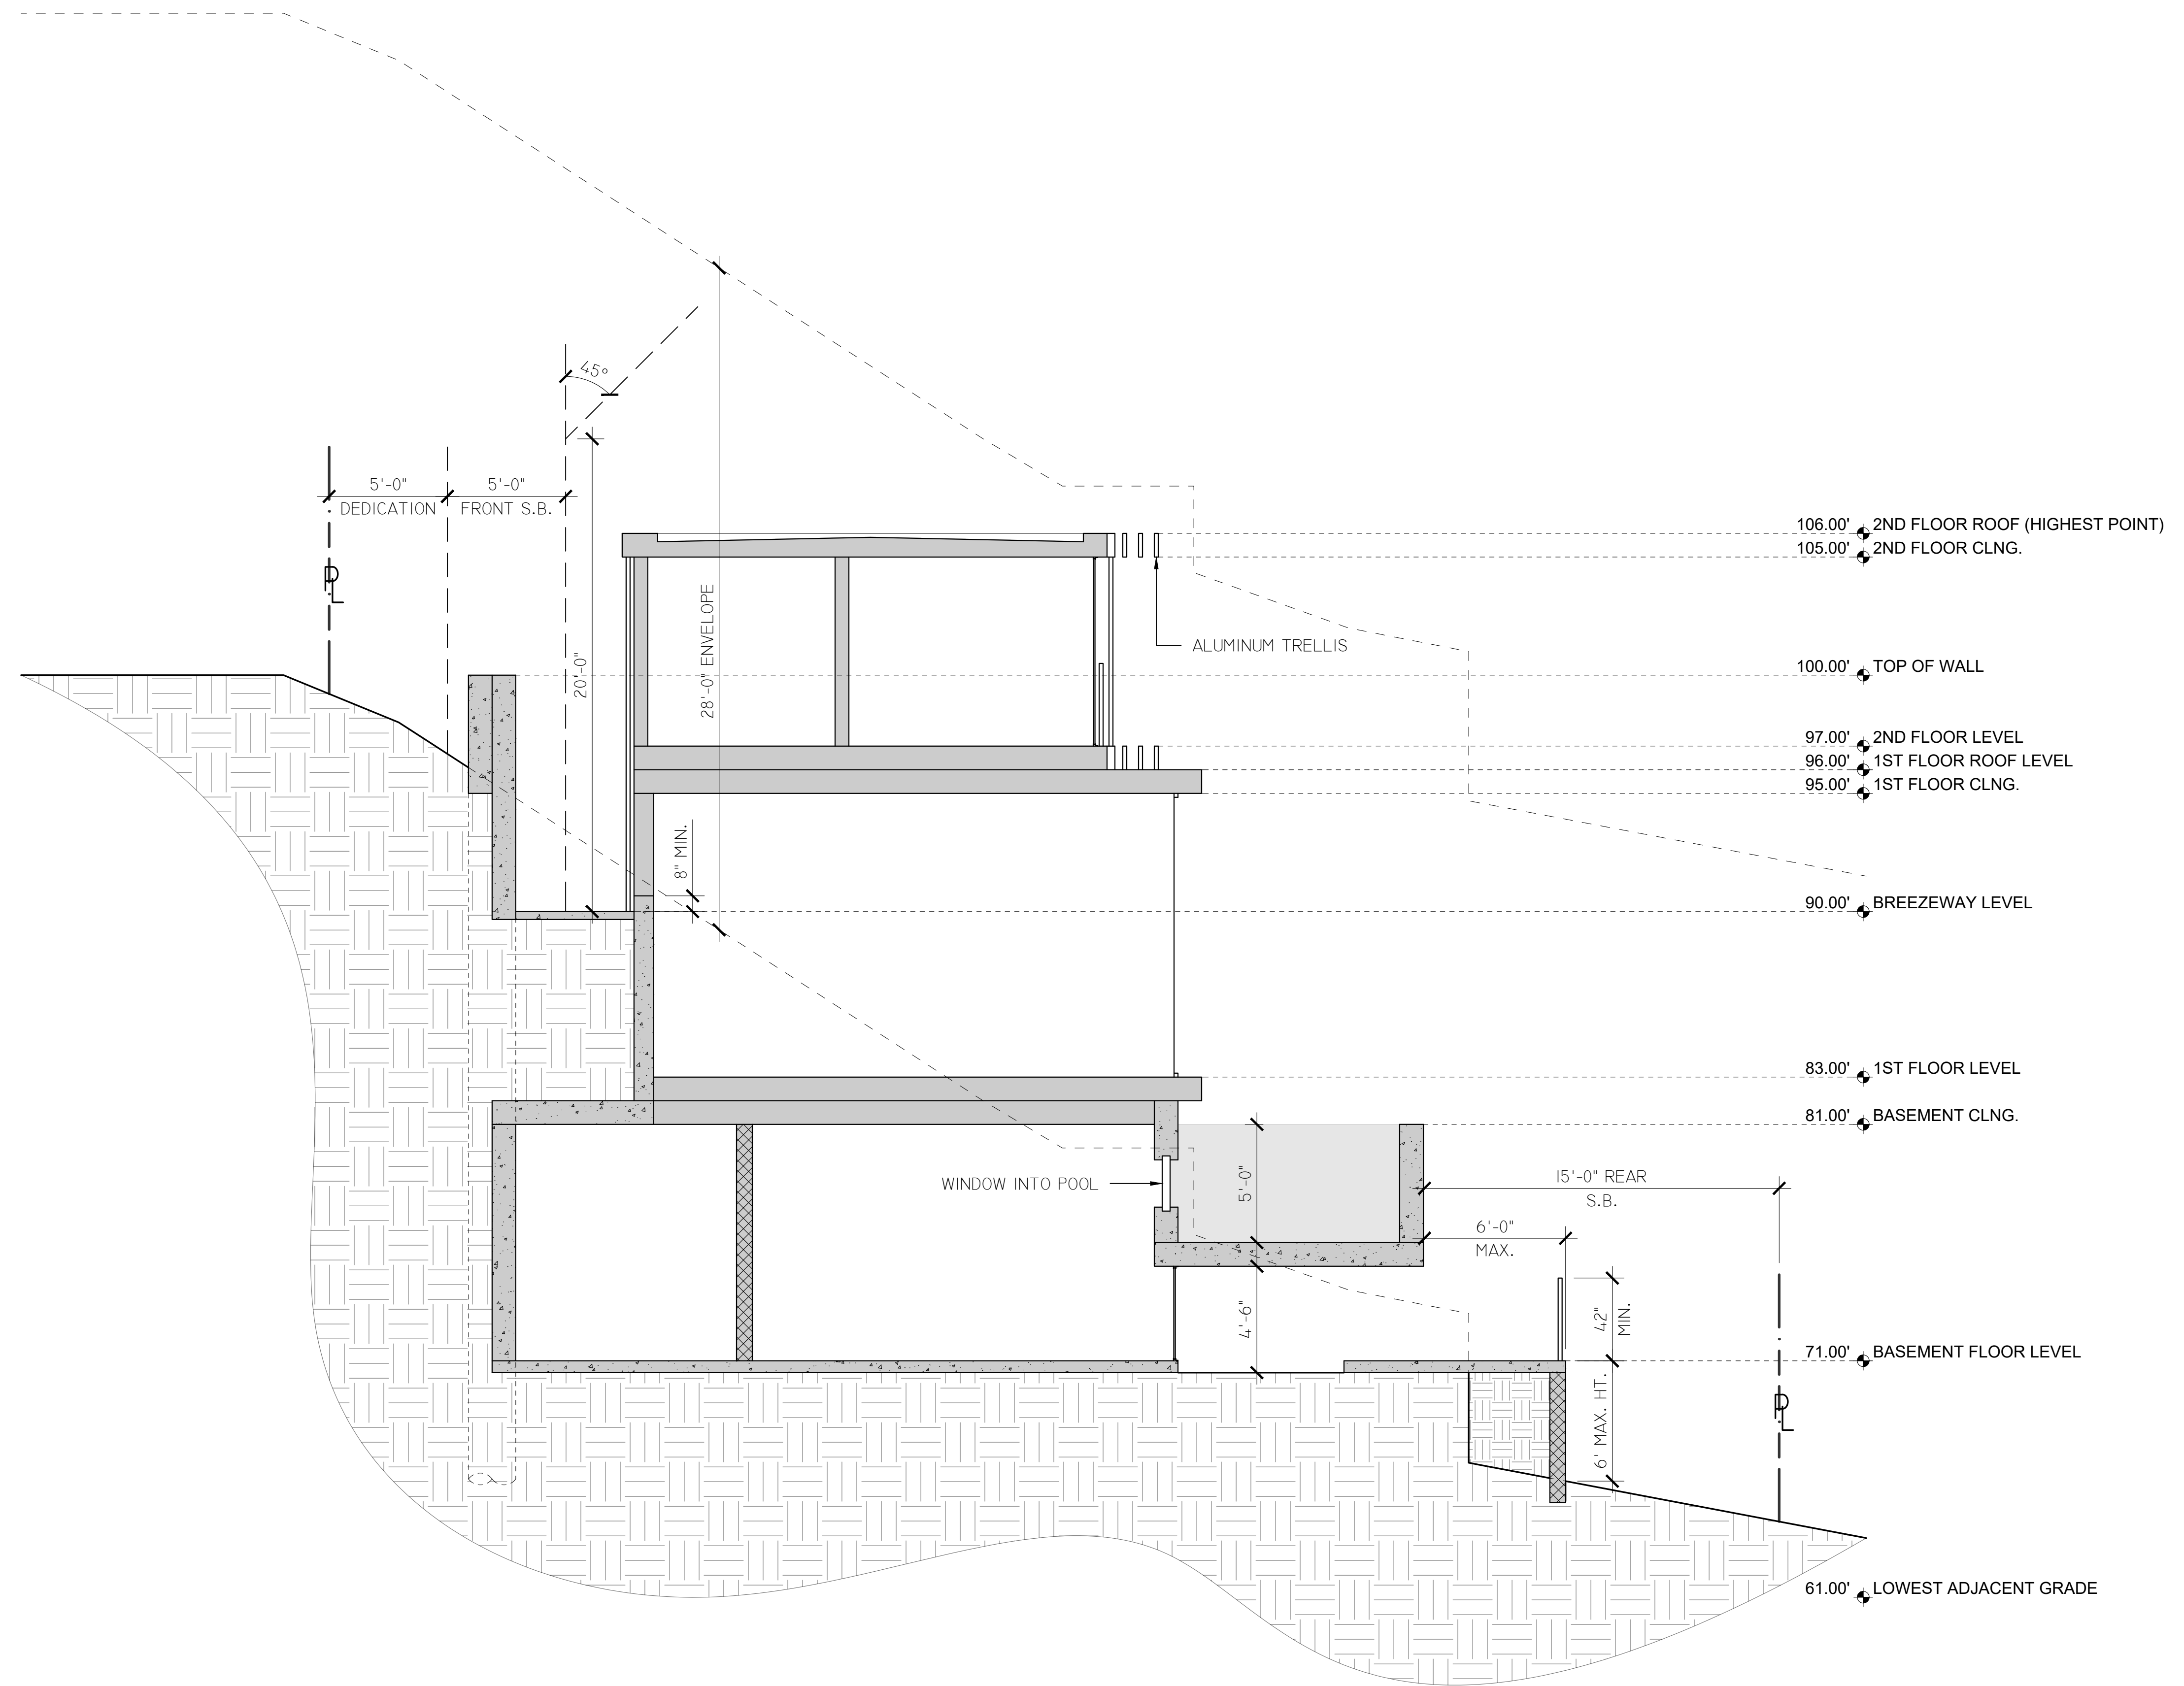 45°
5'-0"
DEDICATION
5'-0"
FRONT S.B.
PL
20'-0"
28'-0" ENVELOPE
106.00' 2ND FLOOR ROOF (HIGHEST POINT)
105.00' 2ND FLOOR CLNG.
ALUMINUM TRELLIS
100.00' TOP OF WALL
97.00' 2ND FLOOR LEVEL
96.00' 1ST FLOOR ROOF LEVEL
95.00' 1ST FLOOR CLNG.
8" MIN.
90.00' BREEZEWAY LEVEL
83.00' 1ST FLOOR LEVEL
81.00' BASEMENT CLNG.
WINDOW INTO POOL
5'-0"
15'-0" REAR
S.B.
6'-0"
MAX.
4'-6"
42"
MIN.
71.00' BASEMENT FLOOR LEVEL
6' MAX. HT.
PL
61.00' LOWEST ADJACENT GRADE